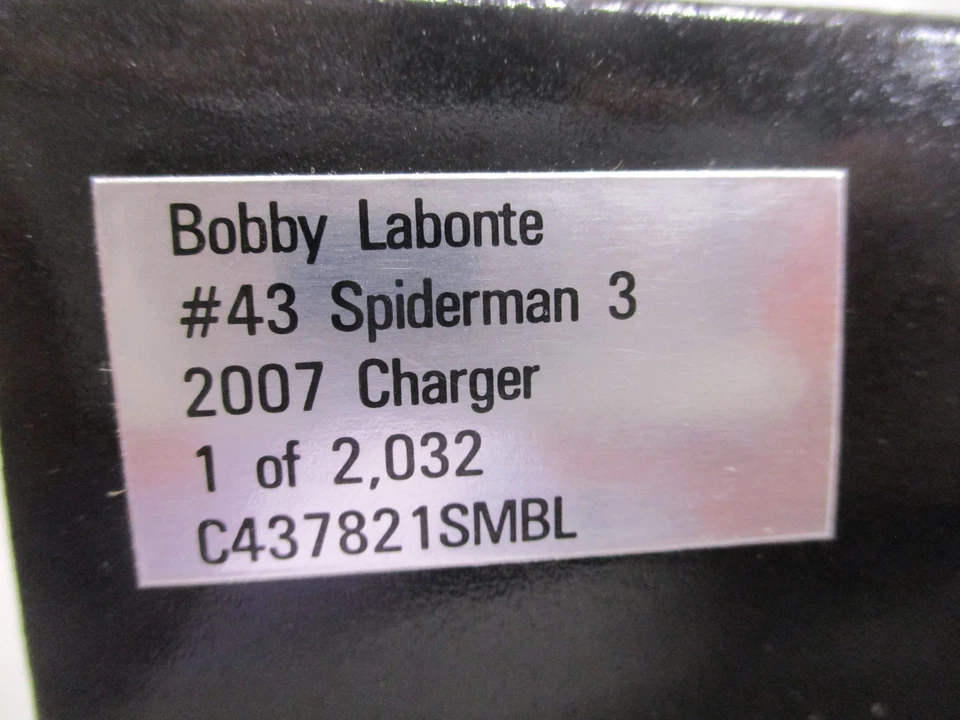 Bobby Labonte
#43 Spiderman 3
2007 Charger
1 of 2,032
C437821SMBL